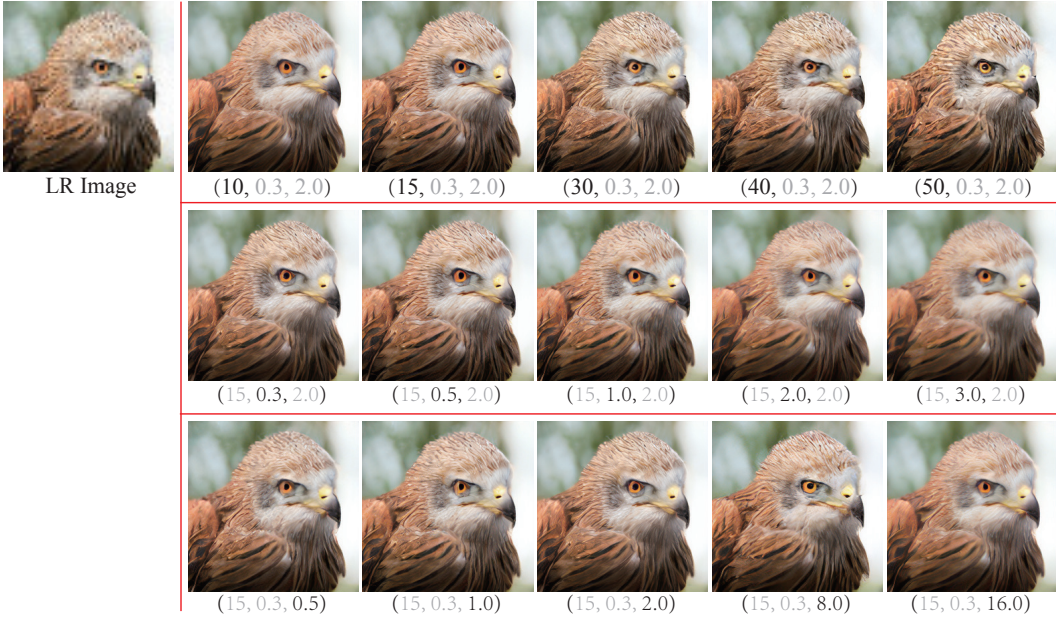 LR Image
(10, 0.3, 2.0) (15, 0.3, 2.0) (30, 0.3, 2.0) (40, 0.3, 2.0) (50, 0.3, 2.0)
(15, 0.3, 2.0) (15, 0.5, 2.0) (15, 1.0, 2.0) (15, 2.0, 2.0) (15, 3.0, 2.0)
(15, 0.3, 0.5) (15, 0.3, 1.0) (15, 0.3, 2.0) (15, 0.3, 8.0) (15, 0.3, 16.0)